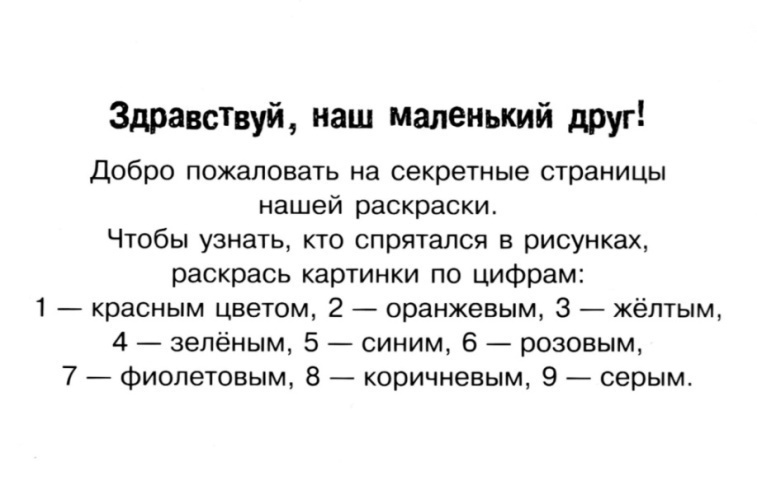 Здравствуй, наш маленький друг!
Добро пожаловать на секретные страницы
нашей раскраски.
Чтобы узнать, кто спрятался в рисунках,
раскрась картинки по цифрам:
1 — красным цветом, 2 — оранжевым, 3 — жёлтым,
4 — зелёным, 5 — синим, 6 — розовым,
7 — фиолетовым, 8 — коричневым, 9 — серым.